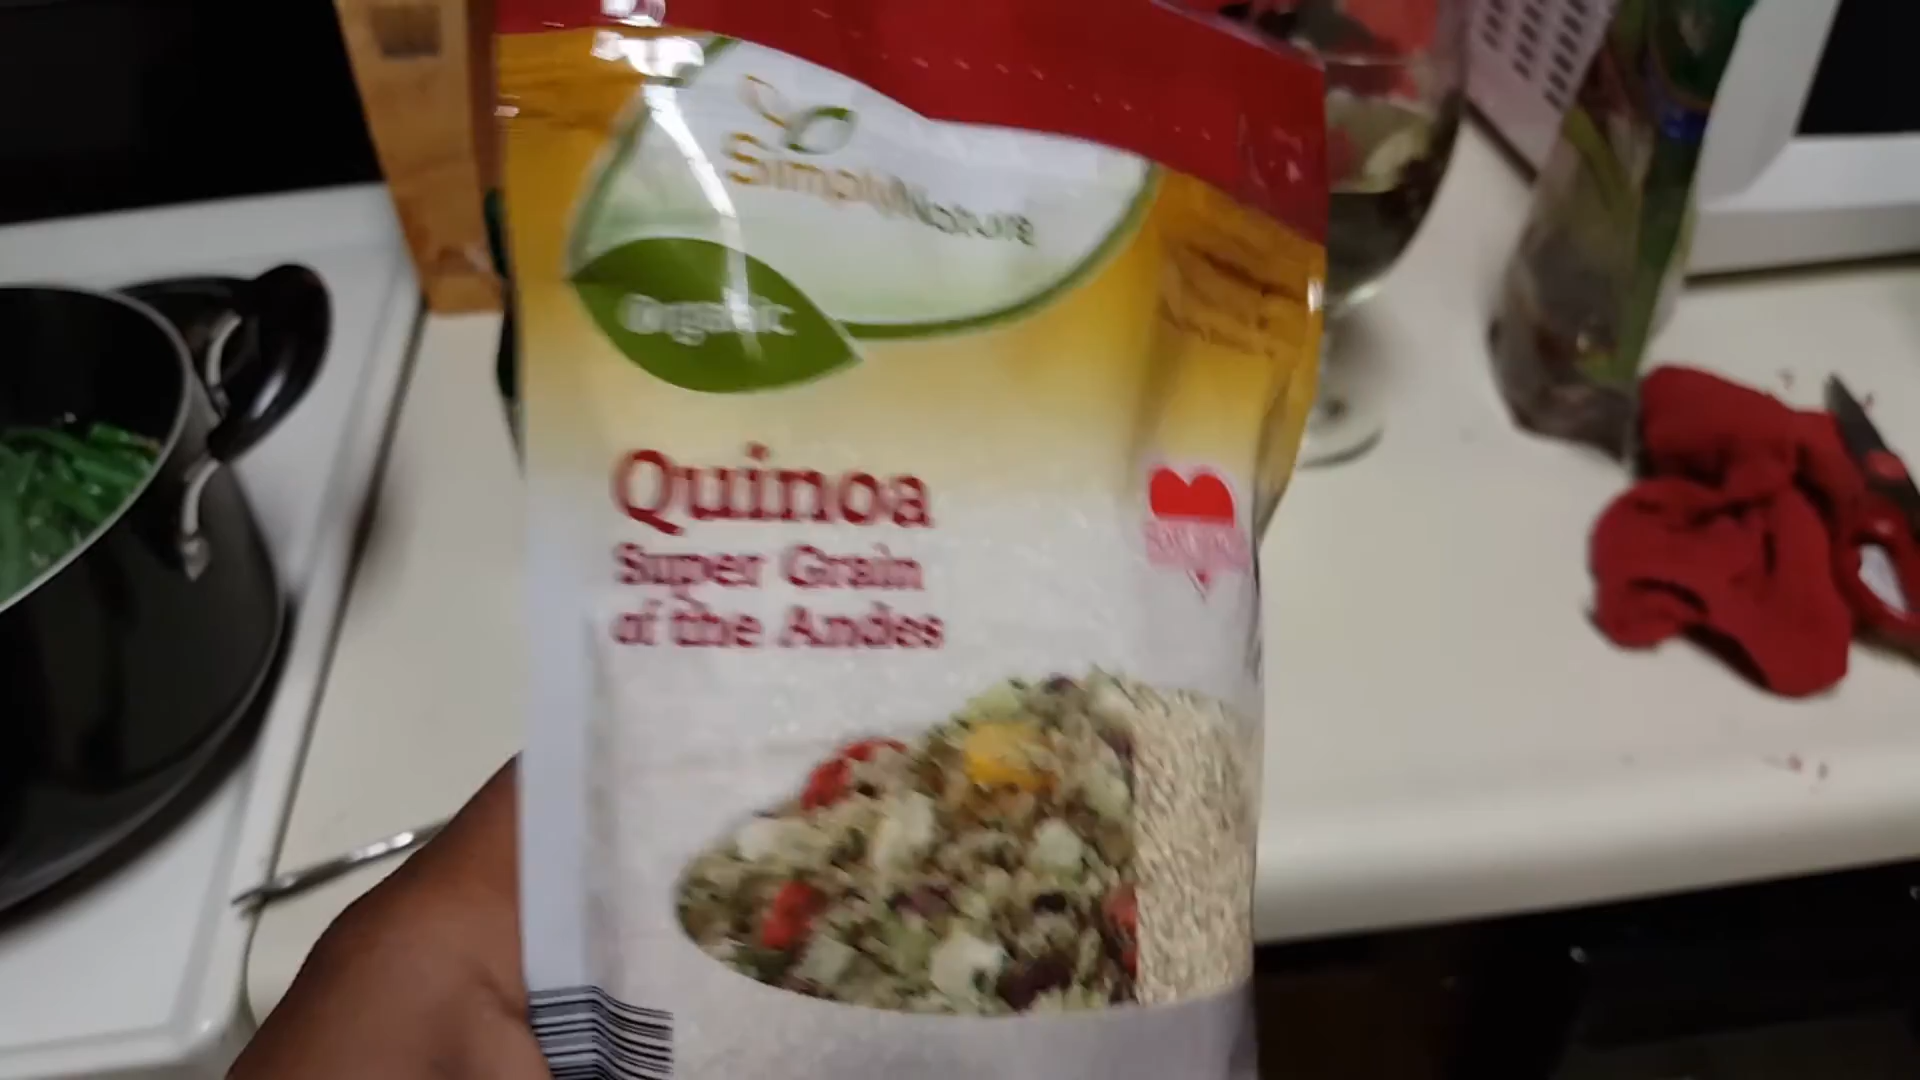 SimplyNature
Organic
Quinoa
Super Grain
of the Andes